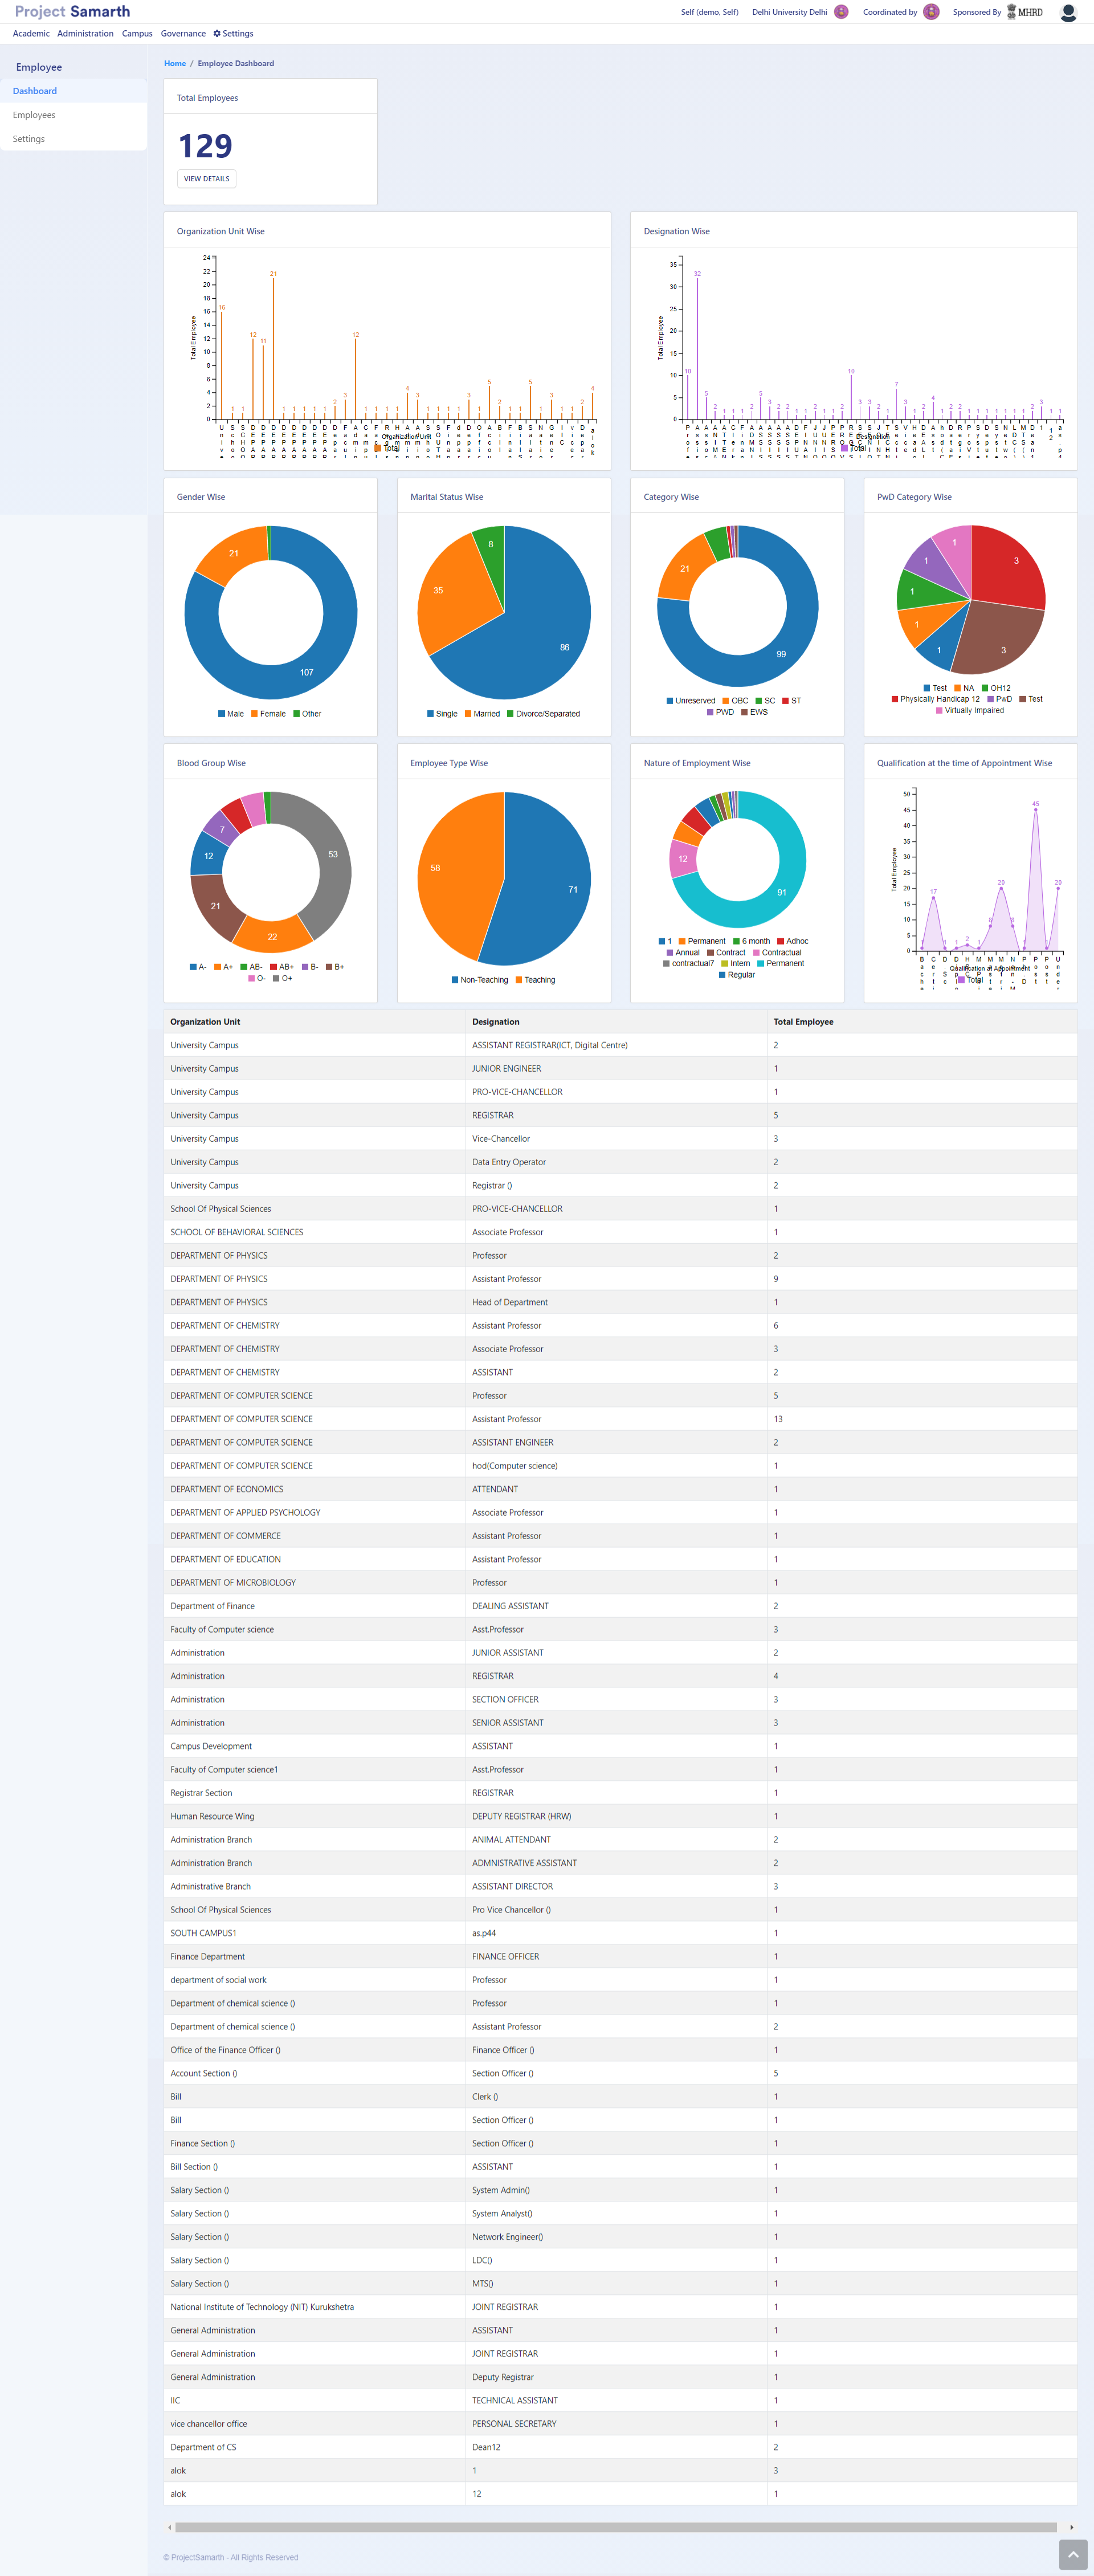 Project Samarth
Self (demo, Self) Delhi University Delhi Coordinated by Sponsored By MHRD
Academic Administration Campus Governance Settings
Employee
Dashboard
Employees
Settings
Home / Employee Dashboard
Total Employees
129
VIEW DETAILS
Organization Unit Wise
Total Employee
Organization Unit
Total
Designation Wise
Total Employee
Designation
Total
Gender Wise
21
107
Male Female Other
Marital Status Wise
8
35
86
Single Married Divorce/Separated
Category Wise
21
99
Unreserved OBC SC ST
PWD EWS
PwD Category Wise
1 3
1
1
1
1 3
Test NA OH12
Physically Handicap 12 PwD Test
Virtually Impaired
Blood Group Wise
7
12 53
21
22
A- A+ AB- AB+ B- B+
O- O+
Employee Type Wise
58 71
Non-Teaching Teaching
Nature of Employment Wise
12
91
1 Permanent 6 month Adhoc
Annual Contract Contractual
contractual7 Intern Permanent
Regular
Qualification at the time of Appointment Wise
Total Employee
Qualification at Appointment
Total
Organization Unit Designation Total Employee
University Campus ASSISTANT REGISTRAR(ICT, Digital Centre) 2
University Campus JUNIOR ENGINEER 1
University Campus PRO-VICE-CHANCELLOR 1
University Campus REGISTRAR 5
University Campus Vice-Chancellor 3
University Campus Data Entry Operator 2
University Campus Registrar () 2
School Of Physical Sciences PRO-VICE-CHANCELLOR 1
SCHOOL OF BEHAVIORAL SCIENCES Associate Professor 1
DEPARTMENT OF PHYSICS Professor 2
DEPARTMENT OF PHYSICS Assistant Professor 9
DEPARTMENT OF PHYSICS Head of Department 1
DEPARTMENT OF CHEMISTRY Assistant Professor 6
DEPARTMENT OF CHEMISTRY Associate Professor 3
DEPARTMENT OF CHEMISTRY ASSISTANT 2
DEPARTMENT OF COMPUTER SCIENCE Professor 5
DEPARTMENT OF COMPUTER SCIENCE Assistant Professor 13
DEPARTMENT OF COMPUTER SCIENCE ASSISTANT ENGINEER 2
DEPARTMENT OF COMPUTER SCIENCE hod(Computer science) 1
DEPARTMENT OF ECONOMICS ATTENDANT 1
DEPARTMENT OF APPLIED PSYCHOLOGY Associate Professor 1
DEPARTMENT OF COMMERCE Assistant Professor 1
DEPARTMENT OF EDUCATION Assistant Professor 1
DEPARTMENT OF MICROBIOLOGY Professor 1
Department of Finance DEALING ASSISTANT 2
Faculty of Computer science Asst.Professor 3
Administration JUNIOR ASSISTANT 2
Administration REGISTRAR 4
Administration SECTION OFFICER 3
Administration SENIOR ASSISTANT 3
Campus Development ASSISTANT 1
Faculty of Computer science1 Asst.Professor 1
Registrar Section REGISTRAR 1
Human Resource Wing DEPUTY REGISTRAR (HRW) 1
Administration Branch ANIMAL ATTENDANT 2
Administration Branch ADMNISTRATIVE ASSISTANT 2
Administrative Branch ASSISTANT DIRECTOR 3
School Of Physical Sciences Pro Vice Chancellor () 1
SOUTH CAMPUS1 as.p44 1
Finance Department FINANCE OFFICER 1
department of social work Professor 1
Department of chemical science () Professor 1
Department of chemical science () Assistant Professor 2
Office of the Finance Officer () Finance Officer () 1
Account Section () Section Officer () 5
Bill Clerk () 1
Bill Section Officer () 1
Finance Section () Section Officer () 1
Bill Section () ASSISTANT 1
Salary Section () System Admin() 1
Salary Section () System Analyst() 1
Salary Section () Network Engineer() 1
Salary Section () LDC() 1
Salary Section () MTS() 1
National Institute of Technology (NIT) Kurukshetra JOINT REGISTRAR 1
General Administration ASSISTANT 1
General Administration JOINT REGISTRAR 1
General Administration Deputy Registrar 1
IIC TECHNICAL ASSISTANT 1
vice chancellor office PERSONAL SECRETARY 1
Department of CS Dean12 2
alok 1 3
alok 12 1
© ProjectSamarth - All Rights Reserved